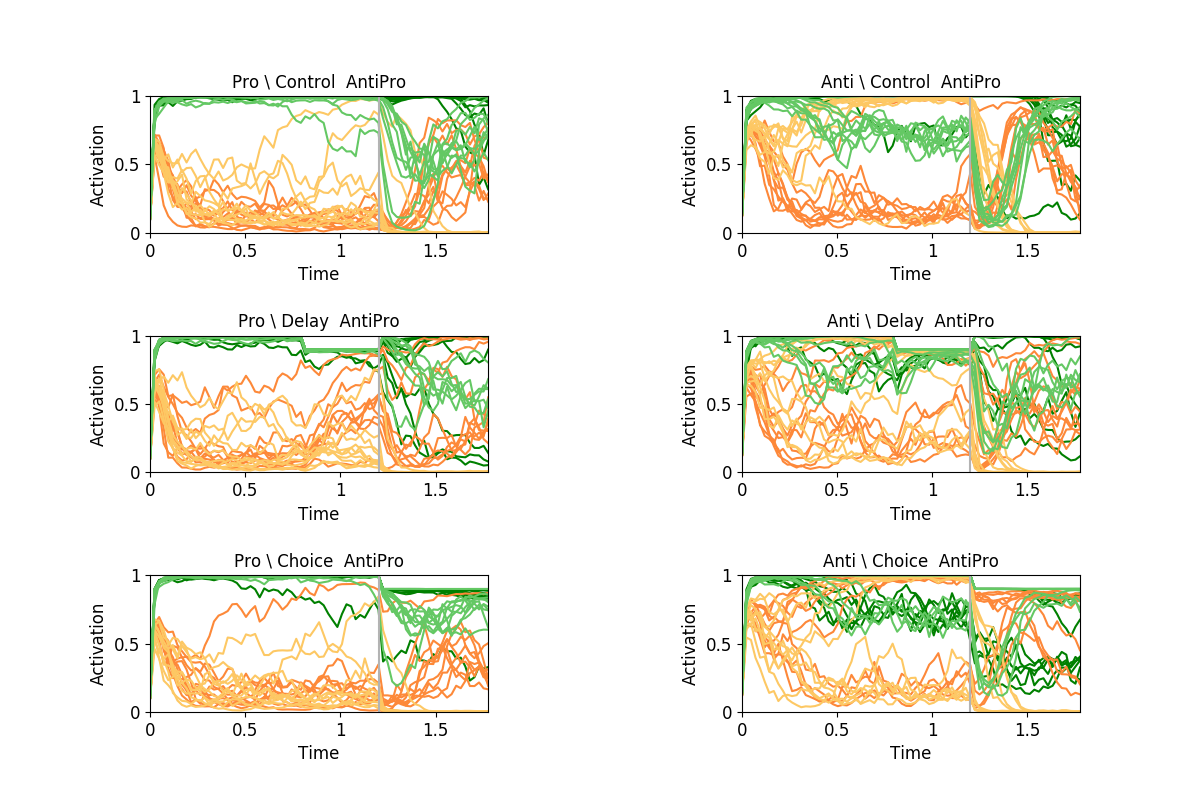 Pro \ Control  AntiPro
Activation
1
0.5
0
0
0.5
1
1.5
Time
Anti \ Control  AntiPro
Activation
1
0.5
0
0
0.5
1
1.5
Time
Pro \ Delay  AntiPro
Activation
1
0.5
0
0
0.5
1
1.5
Time
Anti \ Delay  AntiPro
Activation
1
0.5
0
0
0.5
1
1.5
Time
Pro \ Choice  AntiPro
Activation
1
0.5
0
0
0.5
1
1.5
Time
Anti \ Choice  AntiPro
Activation
1
0.5
0
0
0.5
1
1.5
Time